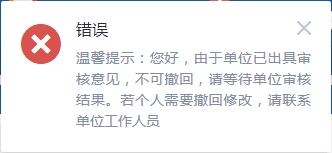 错误
温馨提示：您好，由于单位已出具审
核意见，不可撤回，请等待单位审核
结果。若个人需要撤回修改，请联系
单位工作人员